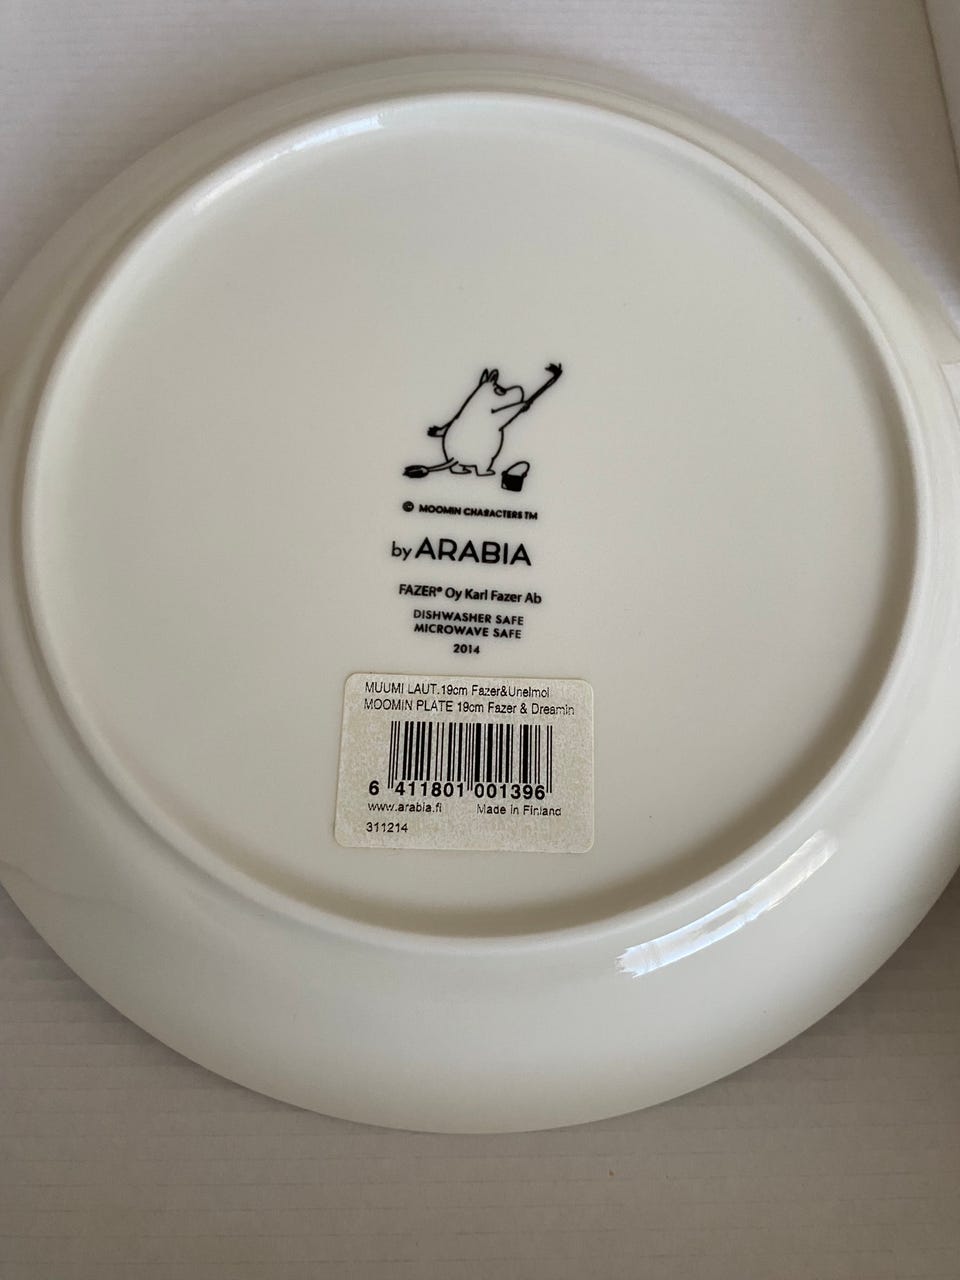 © MOOMIN CHARACTERS TM
by ARABIA
FAZER® Oy Karl Fazer Ab
DISHWASHER SAFE
MICROWAVE SAFE
2014
MUUMI LAUT.19cm Fazer&Unelmoi
MOOMIN PLATE 19cm Fazer & Dreamin
6 411801 001396
www.arabia.fi Made in Finland
311214